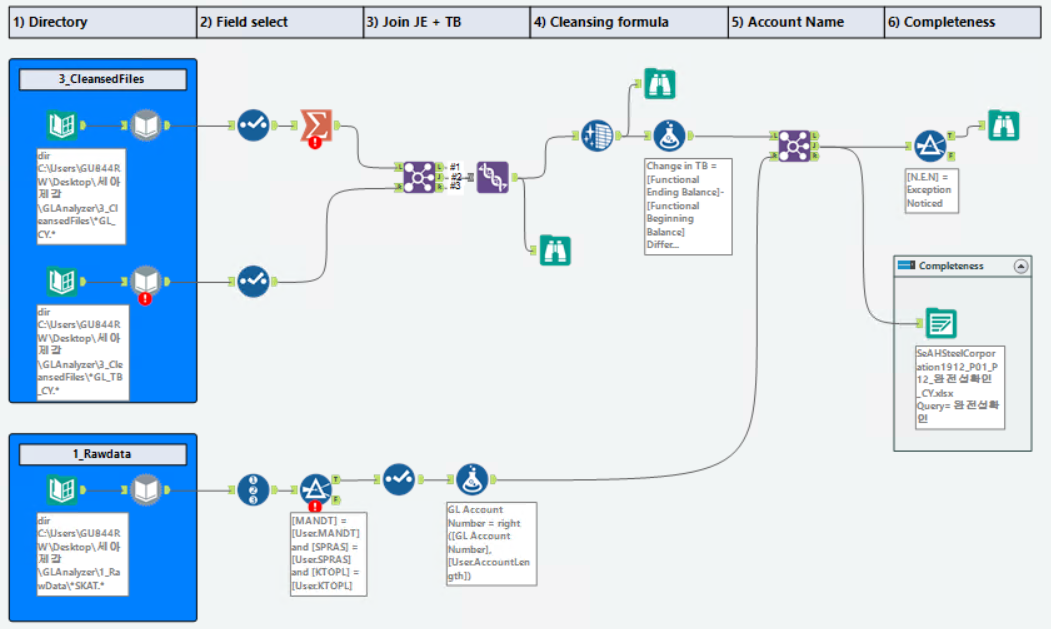 1) Directory
2) Field select
3) Join JE + TB
4) Cleansing formula
5) Account Name
6) Completeness
3_CleansedFiles
dir
C:\Users\GU844R
W\Desktop\세아
제강
\GLAnalyzer\3_Cl
eansedFiles\*GL_
CY.*
#1
#2
#3
Change in TB =
[Functional
Ending Balance]-
[Functional
Beginning
Balance]
Differ...
[N.E.N] =
Exception
Noticed
dir
C:\Users\GU844R
W\Desktop\세아
제강
\GLAnalyzer\3_Cle
ansedFiles\*GL_TB
_CY.*
Completeness
SeAHSteelCorpor
ation1912_P01_P
12_완전성확인
_CY.xlsx
Query= 완전성확
인
1_Rawdata
dir
C:\Users\GU844R
W\Desktop\세아
제강
\GLAnalyzer\1_Ra
wData\*SKAT.*
[MANDT] =
[User.MANDT]
and [SPRAS] =
[User.SPRAS]
and [KTOPL] =
[User.KTOPL]
GL Account
Number = right
([GL Account
Number],
[User.AccountLen
gth])